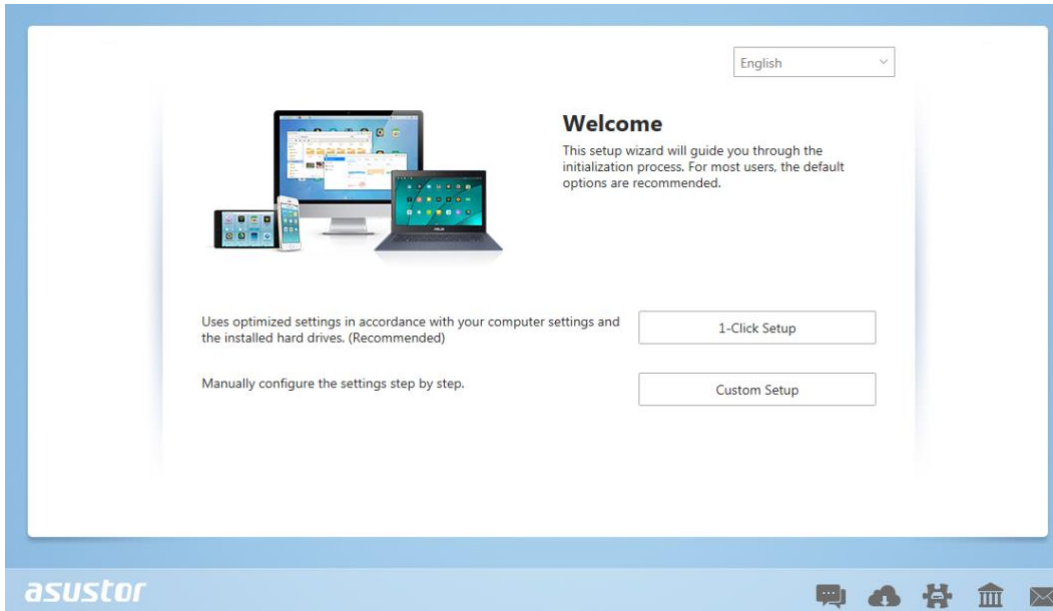 English
Welcome
This setup wizard will guide you through the
initialization process. For most users, the default
options are recommended.
Uses optimized settings in accordance with your computer settings and
the installed hard drives. (Recommended)
1-Click Setup
Manually configure the settings step by step.
Custom Setup
asustor